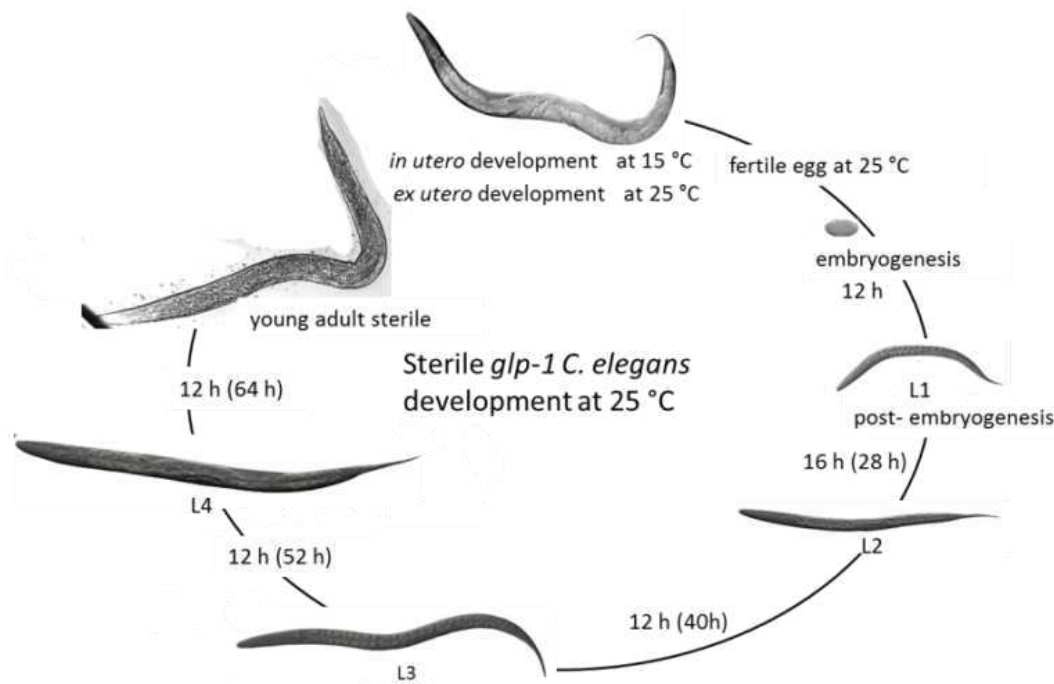 in utero development at 15 °C
ex utero development at 25 °C
fertile egg at 25 °C
embryogenesis
12 h
L1
post- embryogenesis
16 h (28 h)
L2
12 h (40h)
L3
12 h (52 h)
L4
12 h (64 h)
young adult sterile
Sterile glp-1 C. elegans
development at 25 °C